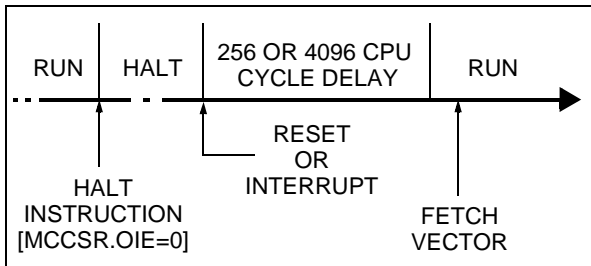 RUN
HALT
256 OR 4096 CPU
CYCLE DELAY
RUN
RESET
OR
INTERRUPT
HALT
INSTRUCTION
[MCCSR.OIE=0]
FETCH
VECTOR